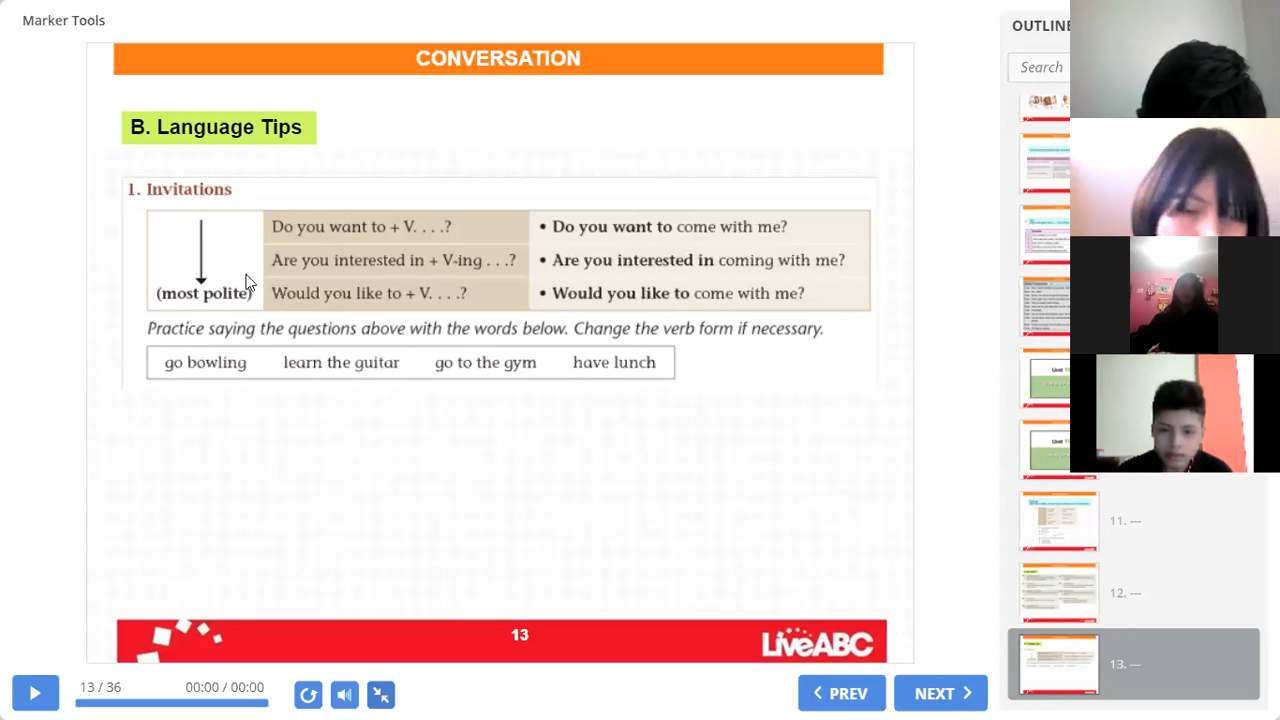 Marker Tools
OUTLINE
Search
CONVERSATION
B. Language Tips
1. Invitations
Do you want to + V. . . .?
• Do you want to come with me?
Are you interested in + V-ing . . .?
• Are you interested in coming with me?
(most polite)
Would you like to + V. . . .?
• Would you like to come with me?
Practice saying the question above with the words below. Change the verb form if necessary.
go bowling learn the guitar go to the gym have lunch
13
LiveABC
11. ---
12. ---
13. ---
13 / 36
00:00 / 00:00
PREV
NEXT